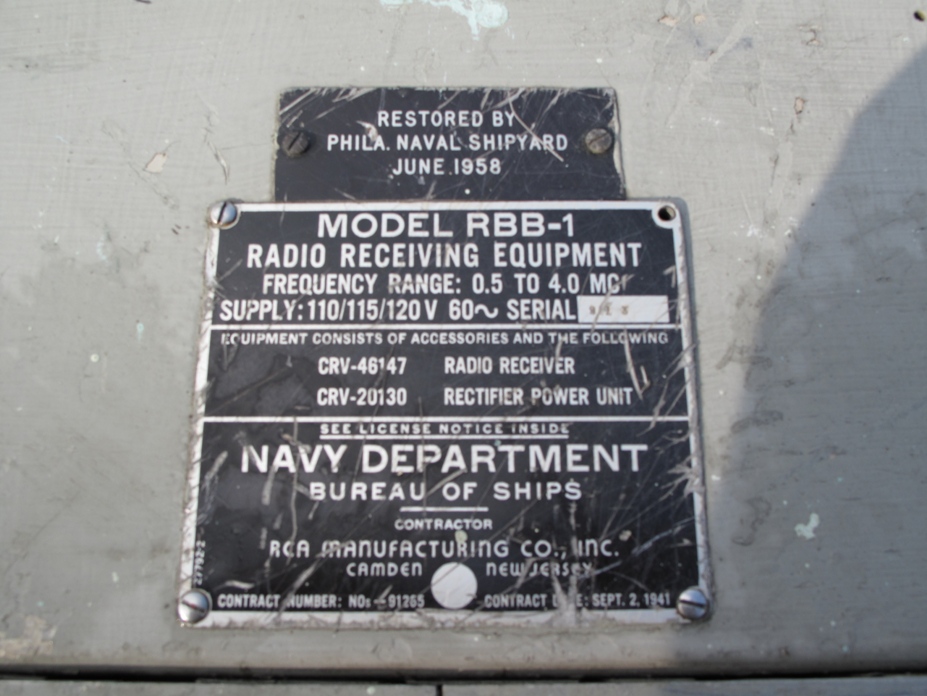 RESTORED BY
PHILA. NAVAL SHIPYARD
JUNE 1958
MODEL RBB-1
RADIO RECEIVING EQUIPMENT
FREQUENCY RANGE: 0.5 TO 4.0 MC
SUPPLY: 110/115/120 V 60~ SERIAL
EQUIPMENT CONSISTS OF ACCESSORIES AND THE FOLLOWING
CRV-46147 RADIO RECEIVER
CRV-20130 RECTIFIER POWER UNIT
SEE LICENSE NOTICE INSIDE
NAVY DEPARTMENT
BUREAU OF SHIPS
CONTRACTOR
RCA MANUFACTURING CO., INC.
CAMDEN NEW JERSEY
CONTRACT NUMBER: NOs-91265 CONTRACT DATE: SEPT. 2, 1941